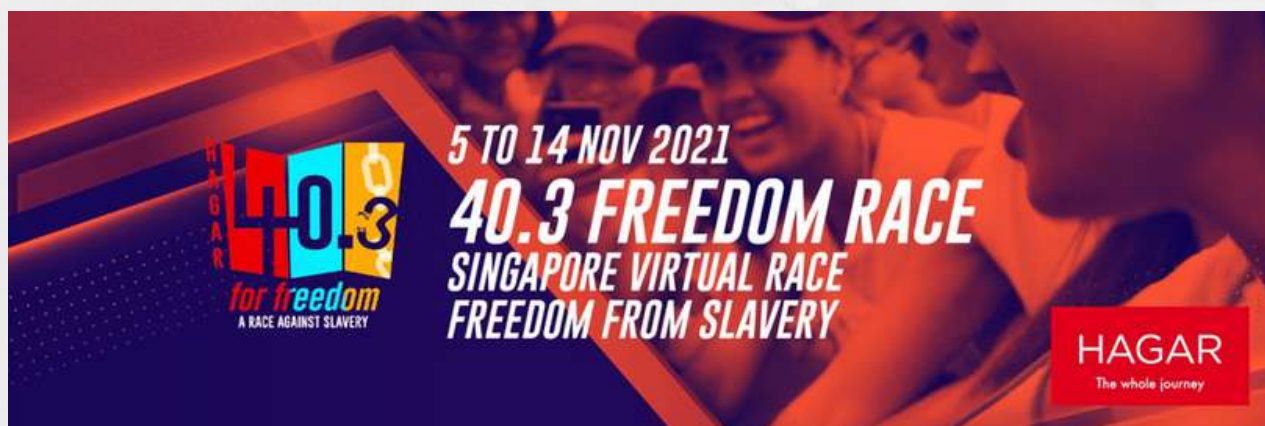 HAGAR
40.3
for freedom
A RACE AGAINST SLAVERY
5 TO 14 NOV 2021
40.3 FREEDOM RACE
SINGAPORE VIRTUAL RACE
FREEDOM FROM SLAVERY
HAGAR
The whole journey